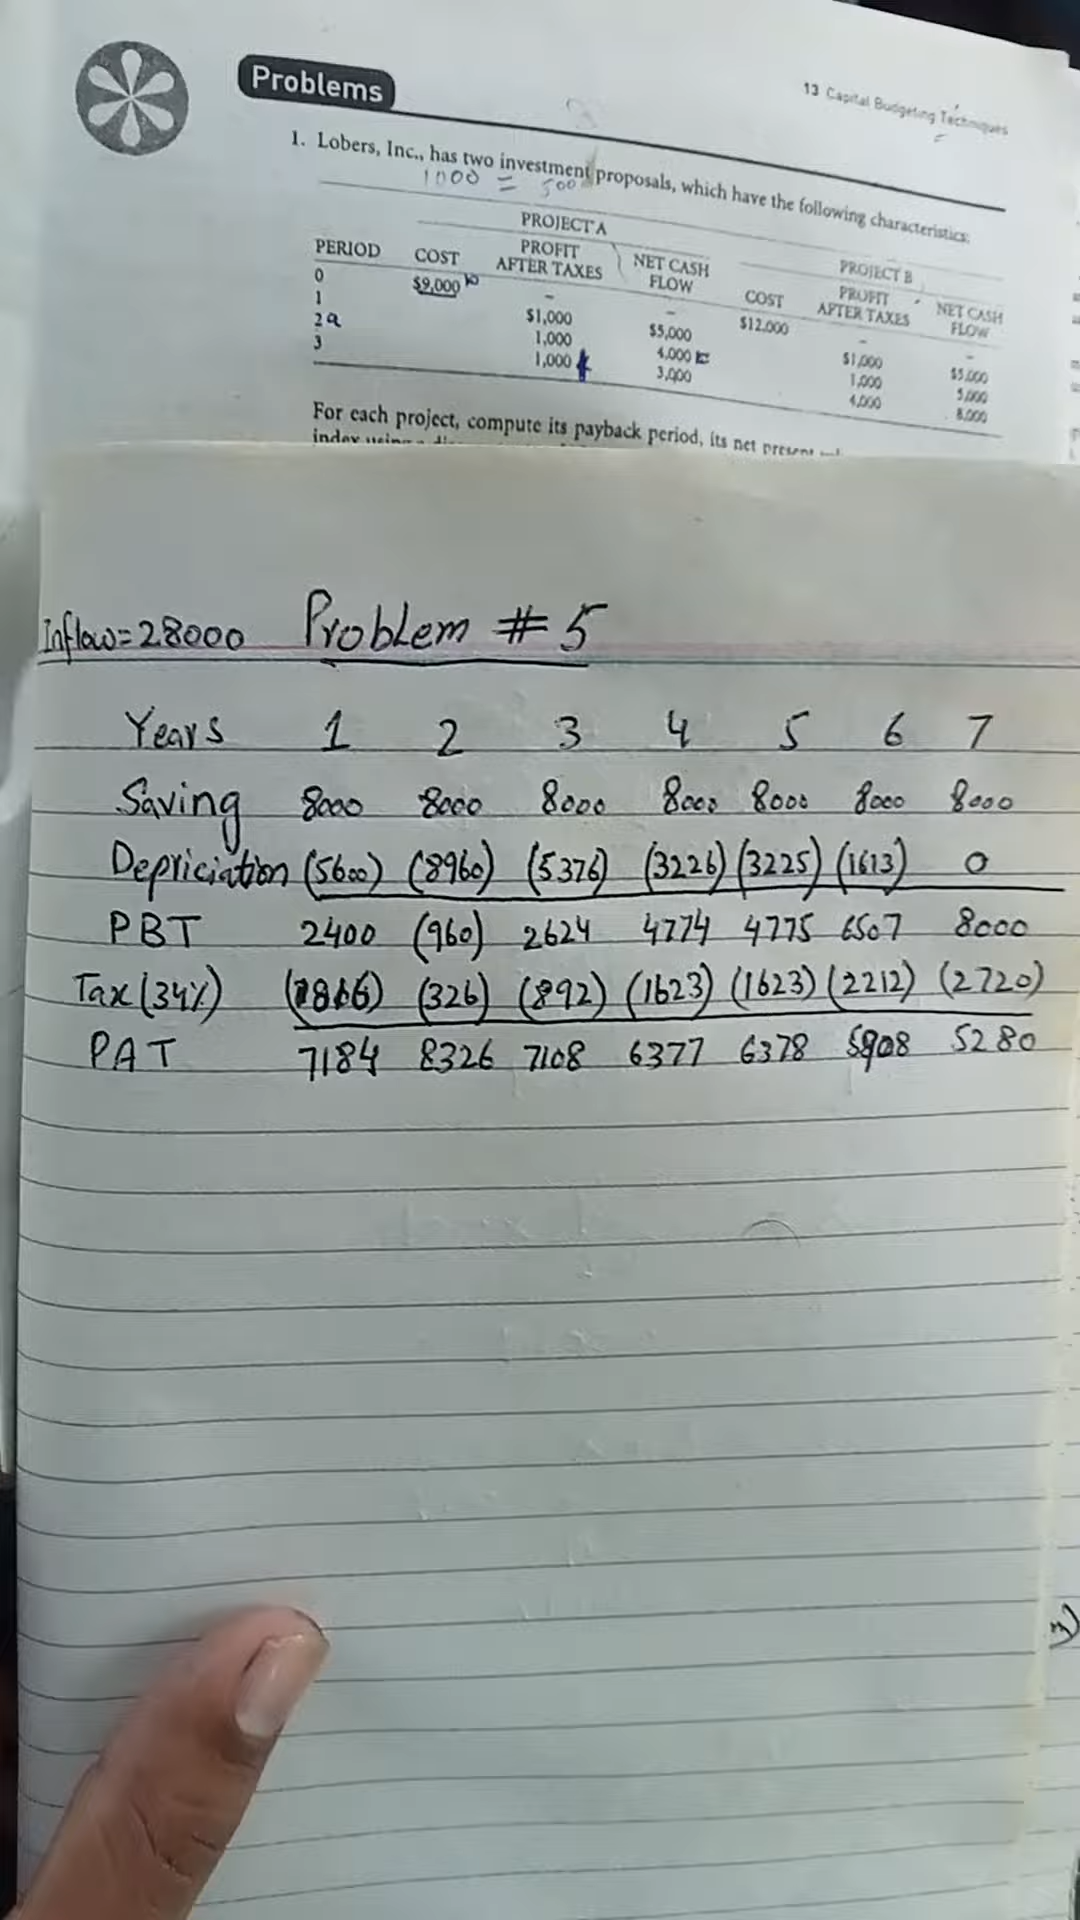 13 Capital Budgeting Techniques
Problems
1. Lobers, Inc., has two investment proposals, which have the following characteristics:
1000 = 500
PROJECT A PROJECT B
PERIOD COST PROFIT AFTER TAXES NET CASH FLOW COST PROFIT AFTER TAXES NET CASH FLOW
0 $9,000 – – $12,000 – –
1 $1,000 $5,000 $1,000 $5,000
2 1,000 4,000 1,000 5,000
3 1,000 3,000 4,000 8,000
For each project, compute its payback period, its net present
index using
Inflow=28000 Problem # 5
Years 1 2 3 4 5 6 7
Saving 8000 8000 8000 8000 8000 8000 8000
Depriciation (5600) (8960) (5376) (3226) (3225) (1613) 0
PBT 2400 (960) 2624 4774 4775 6507 8000
Tax (34%) (816) (326) (892) (1623) (1623) (2212) (2720)
PAT 7184 8326 7108 6377 6378 5908 5280